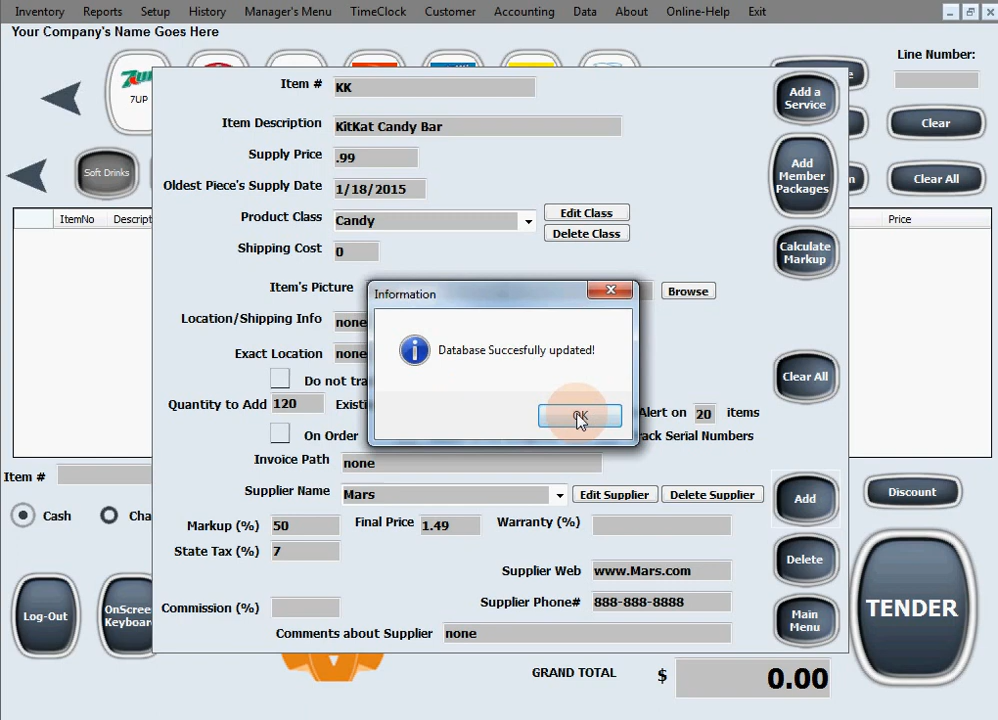 Inventory Reports Setup History Manager's Menu TimeClock Customer Accounting Data About Online-Help Exit
Your Company's Name Goes Here
Line Number:
7UP
7UP
Item # KK
Add a
Service
Clear
Item Description KitKat Candy Bar
Supply Price .99
Add
Member
Packages
Soft Drinks
Oldest Piece's Supply Date 1/18/2015
Clear All
ItemNo
Product Class Candy Edit Class
Price
Delete Class
Shipping Cost 0
Calculate
Markup
Item's Picture Browse
Information
Location/Shipping Info none
Database Succesfully updated!
Exact Location none
Clear All
Quantity to Add 120
OK
Alert on 20 items
On Order
Invoice Path none
Item #
Supplier Name Mars Edit Supplier Delete Supplier
Add
Discount
Cash
Markup (%) 50 Final Price 1.49 Warranty (%)
State Tax (%) 7
Delete
Supplier Web www.Mars.com
Commission (%) Supplier Phone# 888-888-8888
TENDER
Log-Out
Main
Menu
Comments about Supplier none
GRAND TOTAL $ 0.00